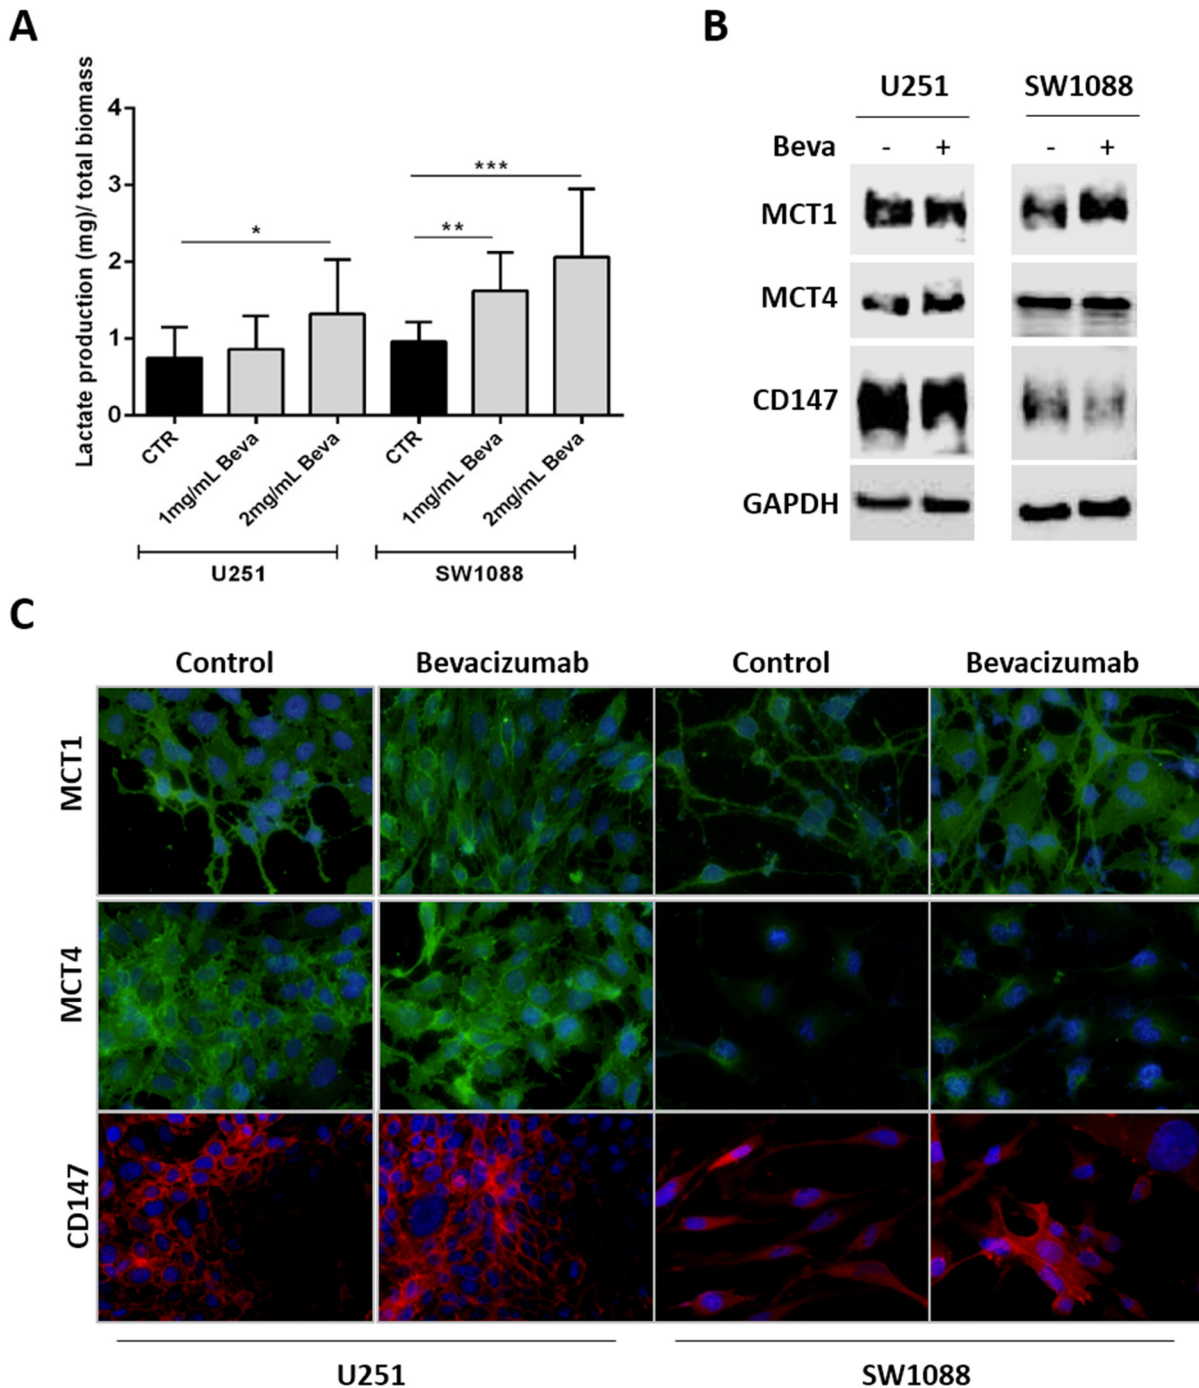 A
Lactate production (mg)/ total biomass
4
3
2
1
0
*
**
***
CTR
1mg/mL Beva
2mg/mL Beva
CTR
1mg/mL Beva
2mg/mL Beva
U251
SW1088
B
U251 SW1088
Beva - + - +
MCT1
MCT4
CD147
GAPDH
C
Control Bevacizumab Control Bevacizumab
MCT1
MCT4
CD147
U251 SW1088